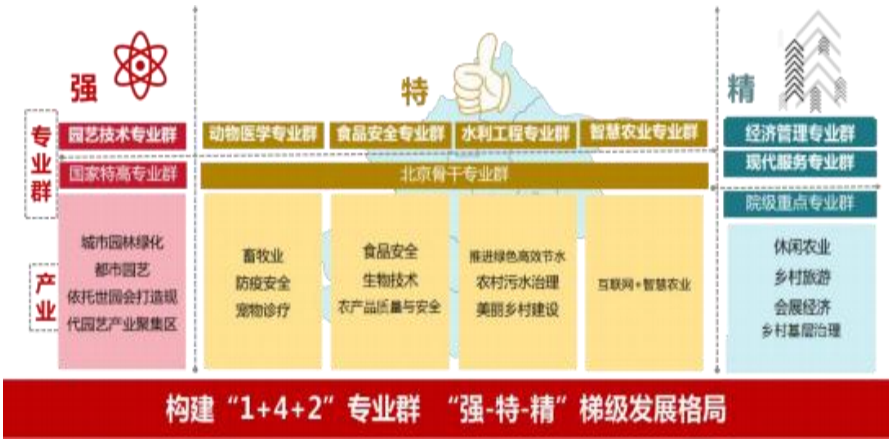 强
特
精
专业群
园艺技术专业群
动物医学专业群
食品安全专业群
水利工程专业群
智慧农业专业群
经济管理专业群
现代服务专业群
国家特高专业群
北京骨干专业群
院级重点专业群
产业
城市园林绿化
都市园艺
依托世园会打造现
代园艺产业聚集区
畜牧业
防疫安全
宠物诊疗
食品安全
生物技术
农产品质量与安全
推进绿色高效节水
农村污水治理
美丽乡村建设
互联网+智慧农业
休闲农业
乡村旅游
会展经济
乡村基层治理
构建“1+4+2”专业群 “强-特-精”梯级发展格局